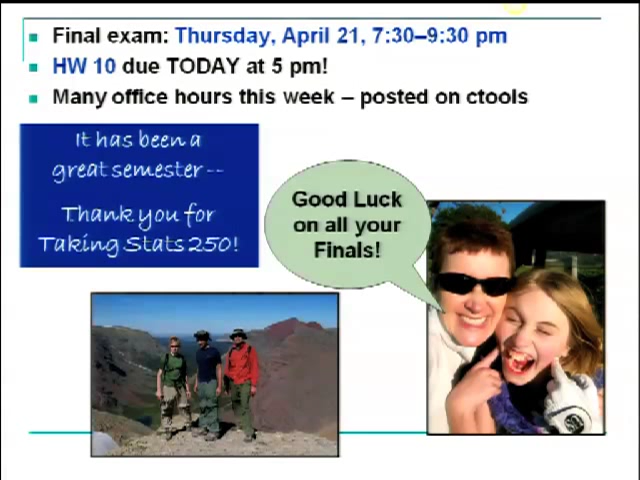 Final exam: Thursday, April 21, 7:30–9:30 pm
HW 10 due TODAY at 5 pm!
Many office hours this week – posted on ctools
It has been a
great semester --
Thank you for
Taking Stats 250!
Good Luck
on all your
Finals!